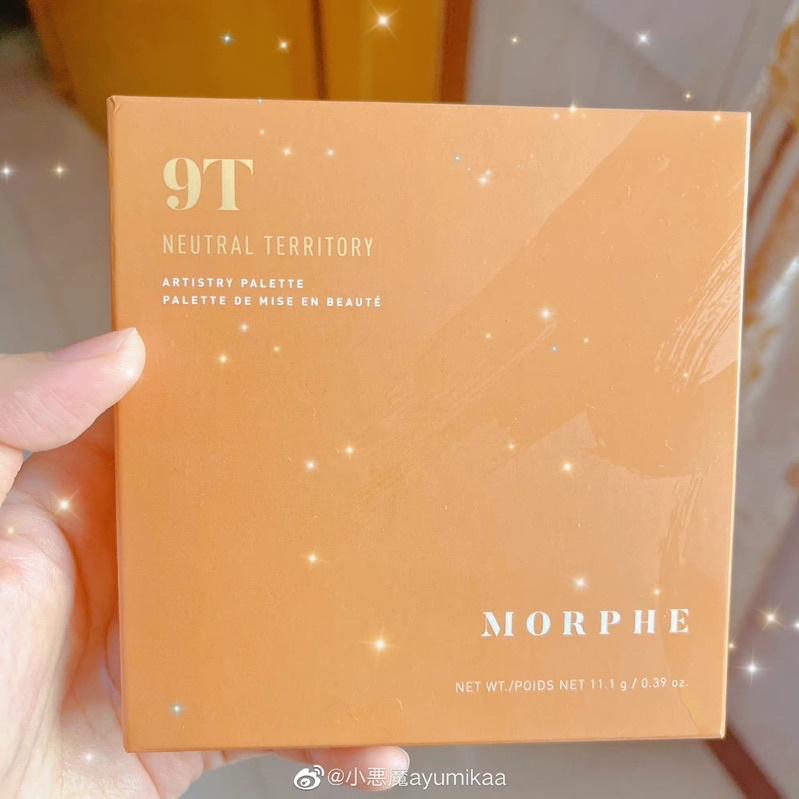 9T
NEUTRAL TERRITORY
ARTISTRY PALETTE
PALETTE DE MISE EN BEAUTÉ
MORPHE
NET WT./POIDS NET 11.1 g / 0.39 oz.
@小悪魔ayumikaa